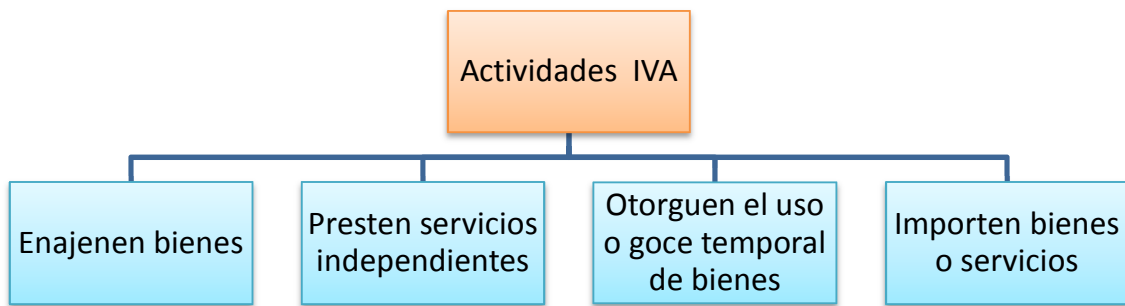 Actividades IVA
Enajenen bienes
Presten servicios
independientes
Otorguen el uso
o goce temporal
de bienes
Importen bienes
o servicios